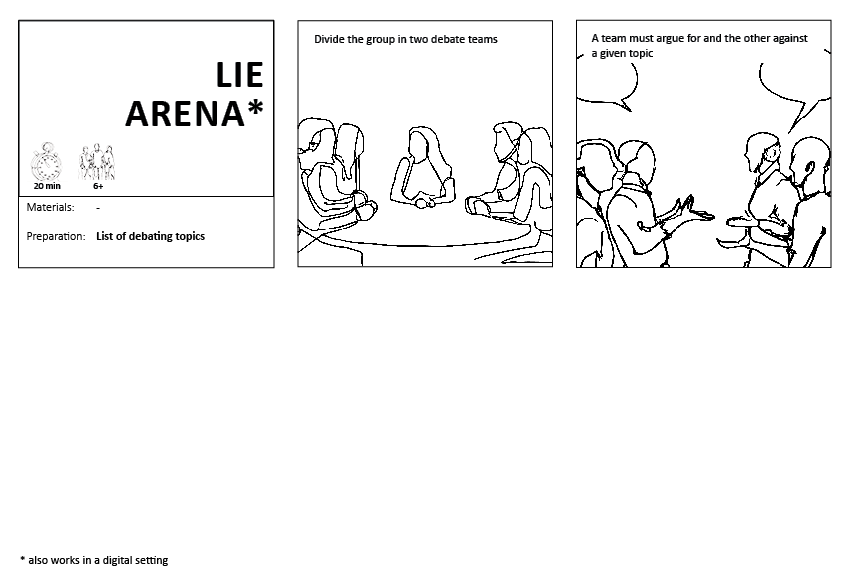 LIE
ARENA*
20 min 6+
Materials: -
Preparation: List of debating topics
Divide the group in two debate teams
A team must argue for and the other against
a given topic
* also works in a digital setting